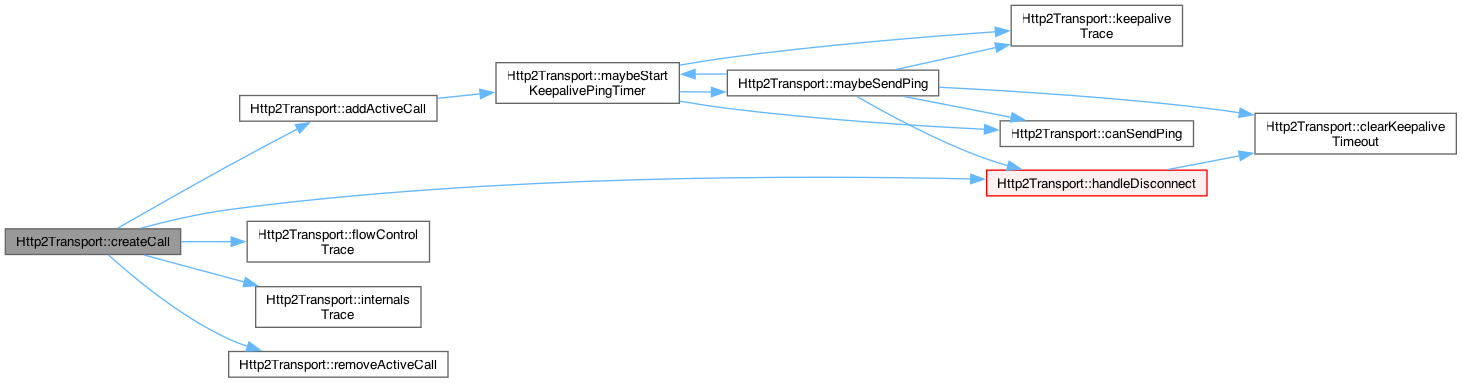 Http2Transport::keepalive
Trace
Http2Transport::maybeStart
KeepalivePingTimer
Http2Transport::maybeSendPing
Http2Transport::addActiveCall
Http2Transport::canSendPing
Http2Transport::clearKeepalive
Timeout
Http2Transport::handleDisconnect
Http2Transport::createCall
Http2Transport::flowControl
Trace
Http2Transport::internals
Trace
Http2Transport::removeActiveCall